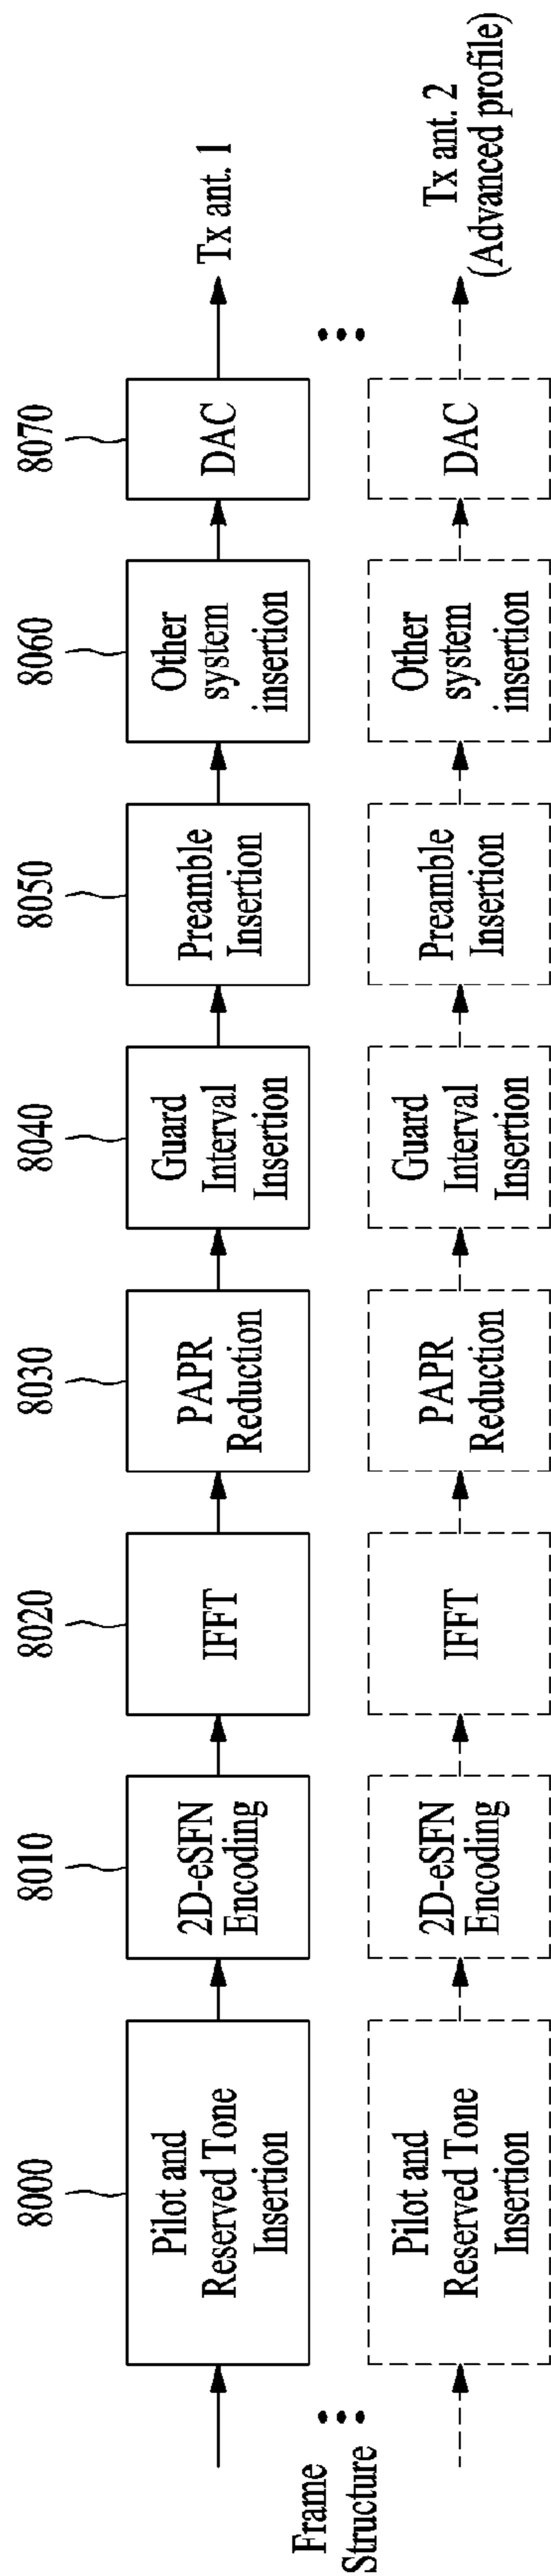 8000
8010
8020
8030
8040
8050
8060
8070
Pilot and
Reserved Tone
Insertion
2D-eSFN
Encoding
IFFT
PAPR
Reduction
Guard
Interval
Insertion
Preamble
Insertion
Other
system
insertion
DAC
Tx ant. 1
Frame
Structure
Pilot and
Reserved Tone
Insertion
2D-eSFN
Encoding
IFFT
PAPR
Reduction
Guard
Interval
Insertion
Preamble
Insertion
Other
system
insertion
DAC
Tx ant. 2
(Advanced profile)